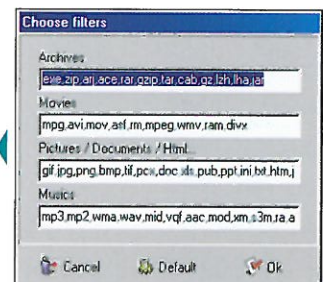 Choose filters
Archives
exe,zip,arj,ace,rar,gzip,tar,cab,gz,lzh,lha,jar
Movies
mpg,avi,mov,asf,rm,mpeg,wmv,ram,divx
Pictures / Documents / Html...
gif,jpg,png,bmp,tif,pcx,doc,xls,pub,ppt,ini,txt,htm,j
Musics
mp3,mp2,wma,wav,mid,vqf,aac,mod,xm,s3m,ra,a
Cancel Default Ok